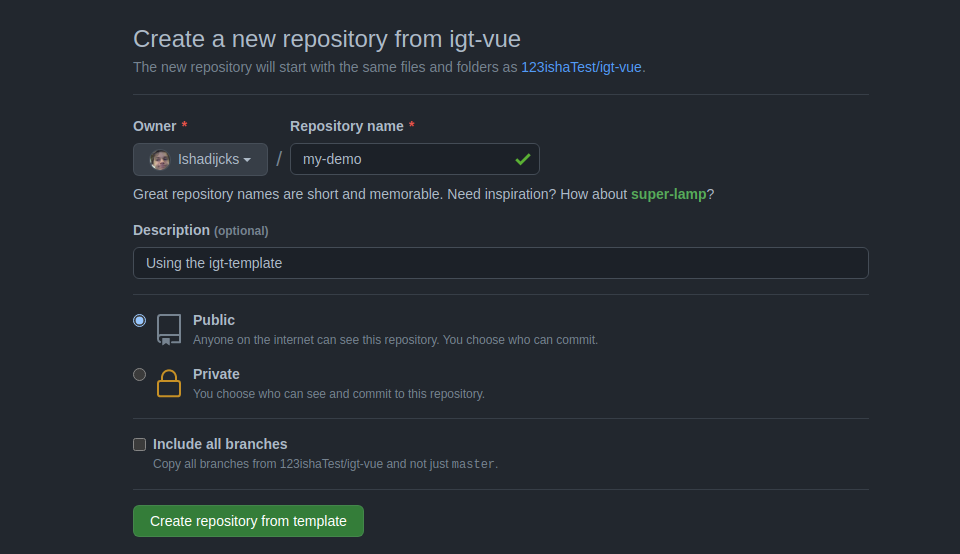 Create a new repository from igt-vue
The new repository will start with the same files and folders as 123ishaTest/igt-vue.
Owner * Repository name *
Ishadijcks / my-demo
Great repository names are short and memorable. Need inspiration? How about super-lamp?
Description (optional)
Using the igt-template
Public
Anyone on the internet can see this repository. You choose who can commit.
Private
You choose who can see and commit to this repository.
Include all branches
Copy all branches from 123ishaTest/igt-vue and not just master.
Create repository from template